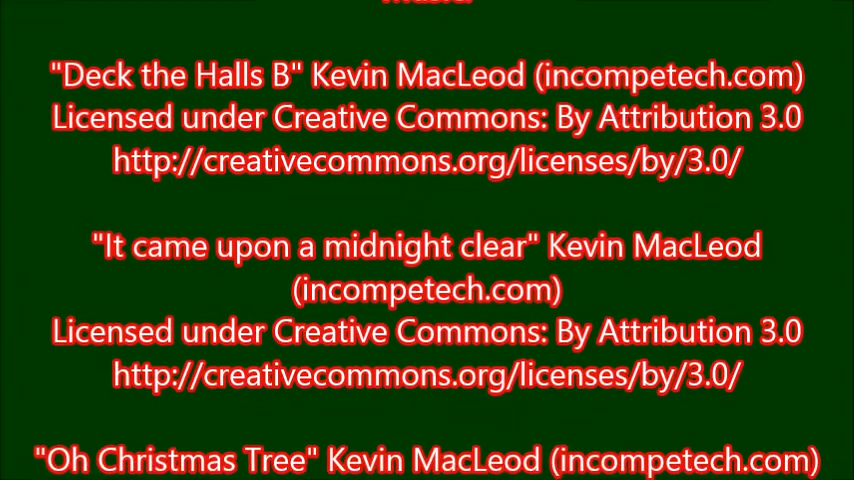 "Deck the Halls B" Kevin MacLeod (incompetech.com)
Licensed under Creative Commons: By Attribution 3.0
http://creativecommons.org/licenses/by/3.0/
"It came upon a midnight clear" Kevin MacLeod
(incompetech.com)
Licensed under Creative Commons: By Attribution 3.0
http://creativecommons.org/licenses/by/3.0/
"Oh Christmas Tree" Kevin MacLeod (incompetech.com)